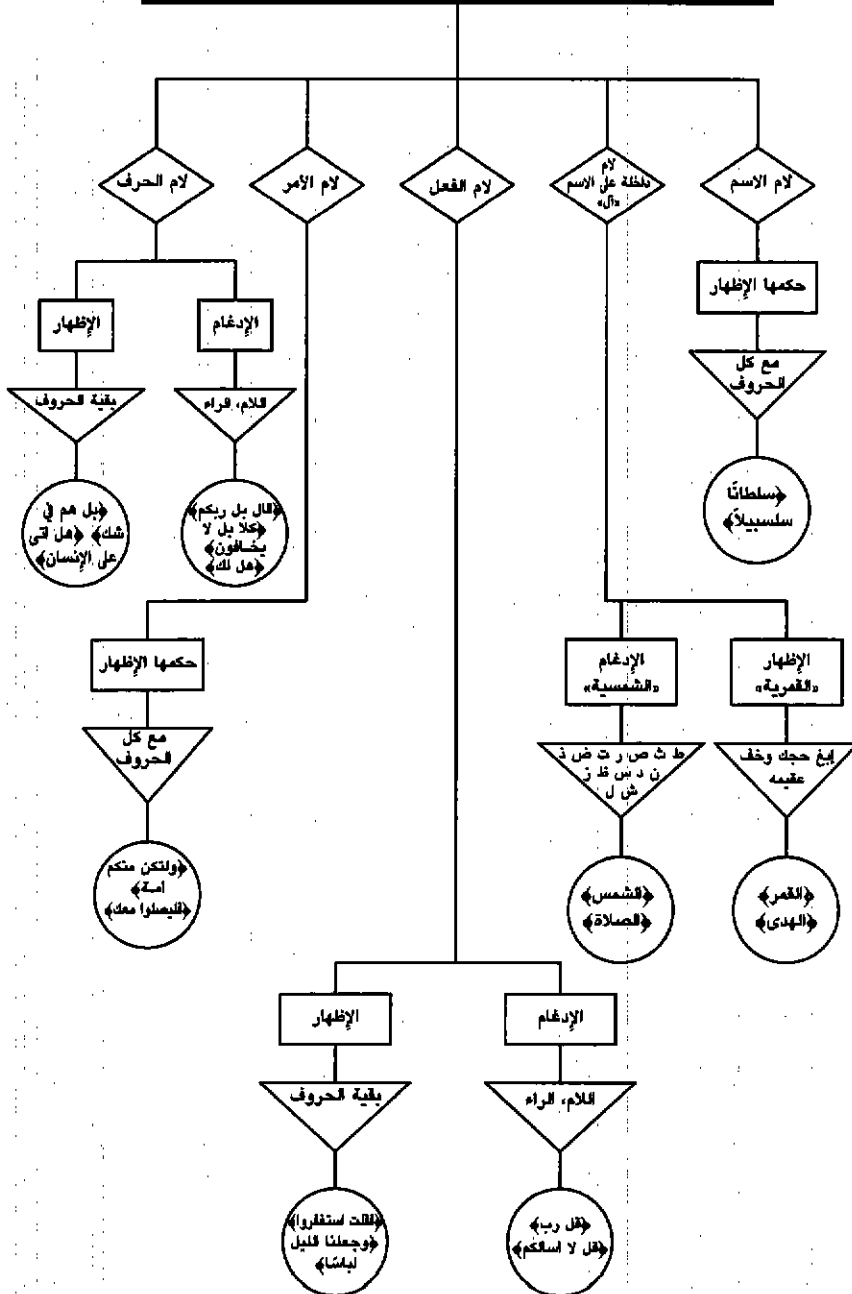 لام الاسم
لام
داخلة على الاسم
«ال»
لام الفعل
لام الأمر
لام الحرف
حكمها الإظهار
مع كل
الحروف
﴿سلطانًا
سلسبيلاً﴾
الإظهار
«القمرية»
إبغ حجك وخف
عقيمه
﴿القمر﴾
﴿الهدى﴾
الإدغام
«الشمسية»
ط ث ص ر ت ض ذ
ن د س ظ ز
ش ل
﴿الشمس﴾
﴿الصلاة﴾
الإدغام
اللام، الراء
﴿قل رب﴾
﴿قل لا أسألكم﴾
الإظهار
بقية الحروف
﴿فقلت استغفروا﴾
﴿وجعلنا الليل
لباسًا﴾
حكمها الإظهار
مع كل
الحروف
﴿ولتكن منكم
أمة﴾
﴿فليصلوا معك﴾
الإدغام
اللام، الراء
﴿قال بل ربكم﴾
﴿كلا بل لا
يخافون﴾
﴿هل لك﴾
الإظهار
بقية الحروف
﴿بل هم في
شك﴾ ﴿هل أتى
على الإنسان﴾